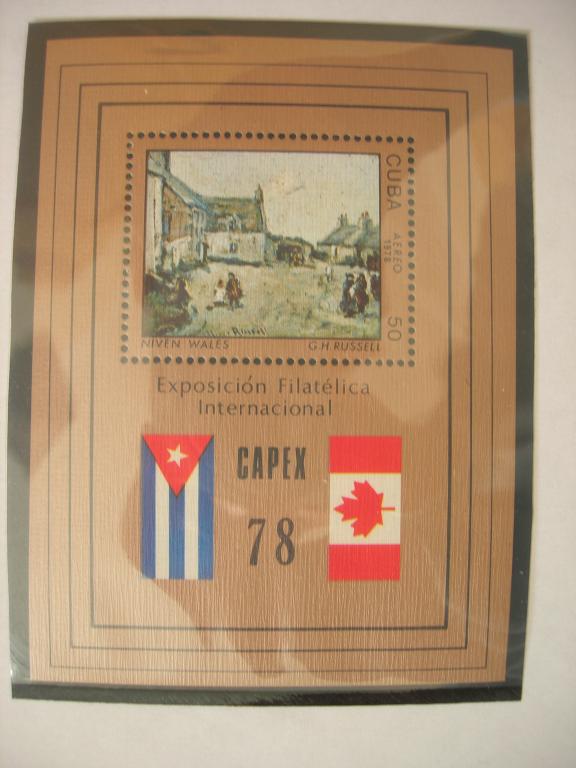 CUBA AEREO 1978 50
NIVEN WALES
G.H. RUSSELL
Exposición Filatélica
Internacional
CAPEX
78